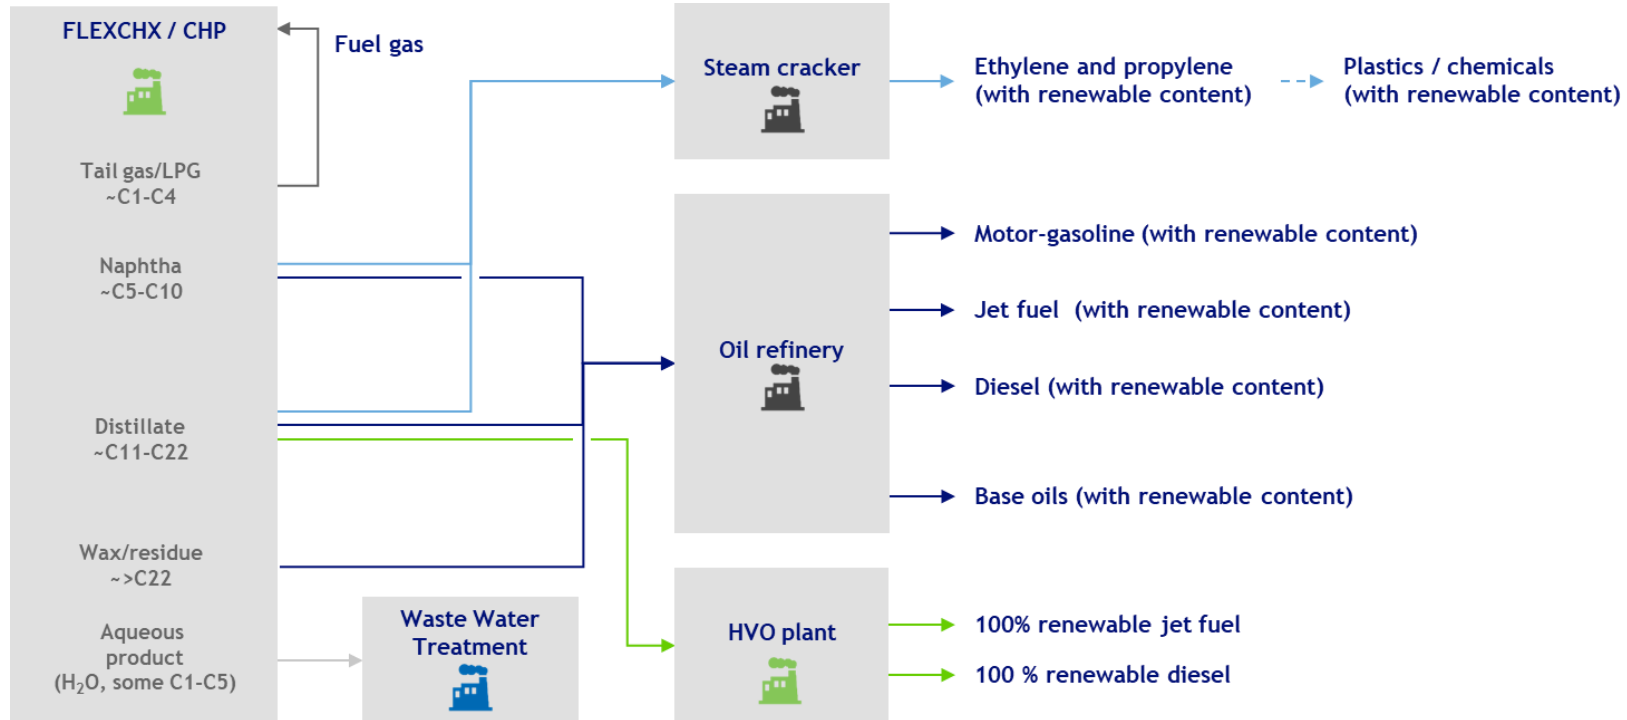 FLEXCHX / CHP
Fuel gas
Tail gas/LPG
~C1-C4
Naphtha
~C5-C10
Distillate
~C11-C22
Wax/residue
~>C22
Aqueous
product
(H₂O, some C1-C5)
Waste Water
Treatment
Steam cracker
Ethylene and propylene
(with renewable content)
Plastics / chemicals
(with renewable content)
Oil refinery
Motor-gasoline (with renewable content)
Jet fuel  (with renewable content)
Diesel (with renewable content)
Base oils (with renewable content)
HVO plant
100% renewable jet fuel
100 % renewable diesel